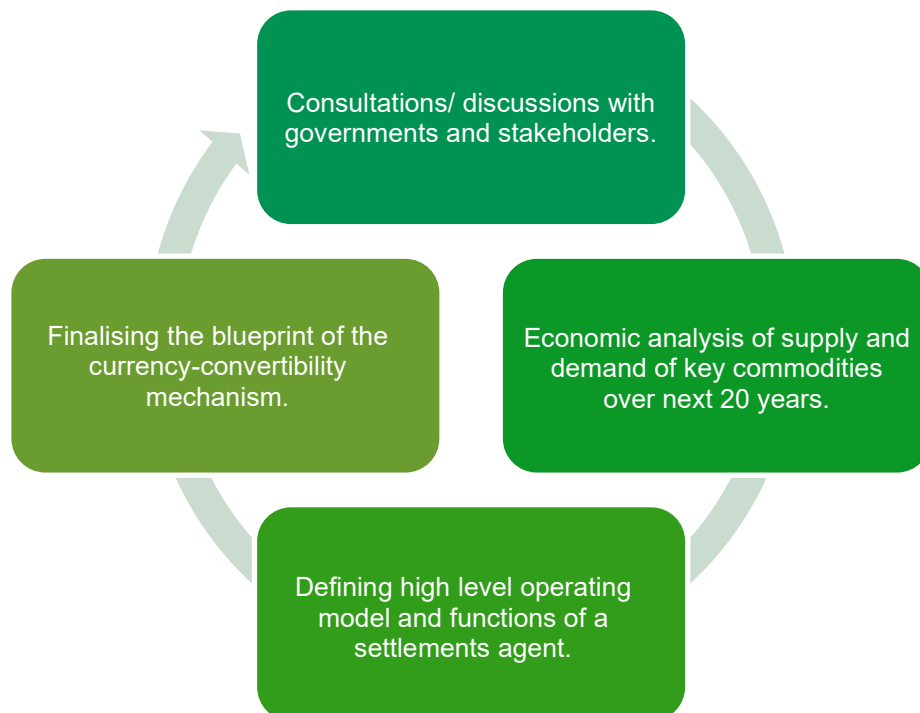 Consultations/ discussions with
governments and stakeholders.
Economic analysis of supply and
demand of key commodities
over next 20 years.
Defining high level operating
model and functions of a
settlements agent.
Finalising the blueprint of the
currency-convertibility
mechanism.